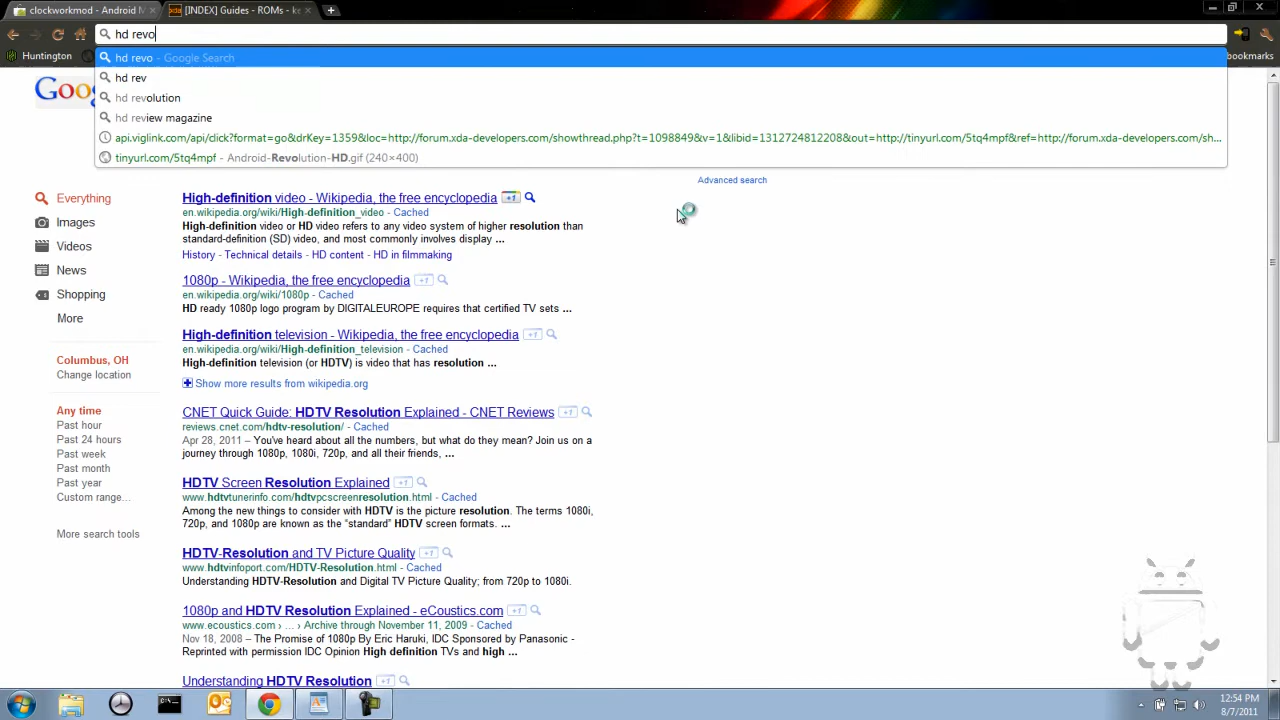 clockworkmod - Android M
[INDEX] Guides - ROMs - ke
hd revo
Huntington
bookmarks
hd revo - Google Search
hd rev
hd revolution
hd review magazine
api.viglink.com/api/click?format=go&drKey=1359&loc=http://forum.xda-developers.com/showthread.php?t=1098849&v=1&libid=1312724812208&out=http://tinyurl.com/5tq4mpf&ref=http://forum.xda-developers.com/sh...
tinyurl.com/5tq4mpf - Android-Revolution-HD.gif (240×400)
Goo
Advanced search
Everything
Images
Videos
News
Shopping
More
Columbus, OH
Change location
Any time
Past hour
Past 24 hours
Past week
Past month
Past year
Custom range...
More search tools
High-definition video - Wikipedia, the free encyclopedia +1
en.wikipedia.org/wiki/High-definition_video - Cached
High-definition video or HD video refers to any video system of higher resolution than
standard-definition (SD) video, and most commonly involves display ...
History - Technical details - HD content - HD in filmmaking
1080p - Wikipedia, the free encyclopedia +1
en.wikipedia.org/wiki/1080p - Cached
HD ready 1080p logo program by DIGITALEUROPE requires that certified TV sets ...
High-definition television - Wikipedia, the free encyclopedia +1
en.wikipedia.org/wiki/High-definition_television - Cached
High-definition television (or HDTV) is video that has resolution ...
Show more results from wikipedia.org
CNET Quick Guide: HDTV Resolution Explained - CNET Reviews +1
reviews.cnet.com/hdtv-resolution/ - Cached
Apr 28, 2011 – You've heard about all the numbers, but what do they mean? Join us on a
journey through 1080p, 1080i, 720p, and all their friends, ...
HDTV Screen Resolution Explained +1
www.hdtvtunerinfo.com/hdtvpcscreenresolution.html - Cached
Among the new things to consider with HDTV is the picture resolution. The terms 1080i,
720p, and 1080p are known as the “standard” HDTV screen formats. ...
HDTV-Resolution and TV Picture Quality +1
www.hdtvinfoport.com/HDTV-Resolution.html - Cached
Understanding HDTV-Resolution and Digital TV Picture Quality; from 720p to 1080i.
1080p and HDTV Resolution Explained - eCoustics.com +1
www.ecoustics.com › ... › Archive through November 11, 2009 - Cached
Nov 18, 2008 – The Promise of 1080p By Eric Haruki, IDC Sponsored by Panasonic -
Reprinted with permission IDC Opinion High definition TVs and high ...
Understanding HDTV Resolution +1
12:54 PM
8/7/2011